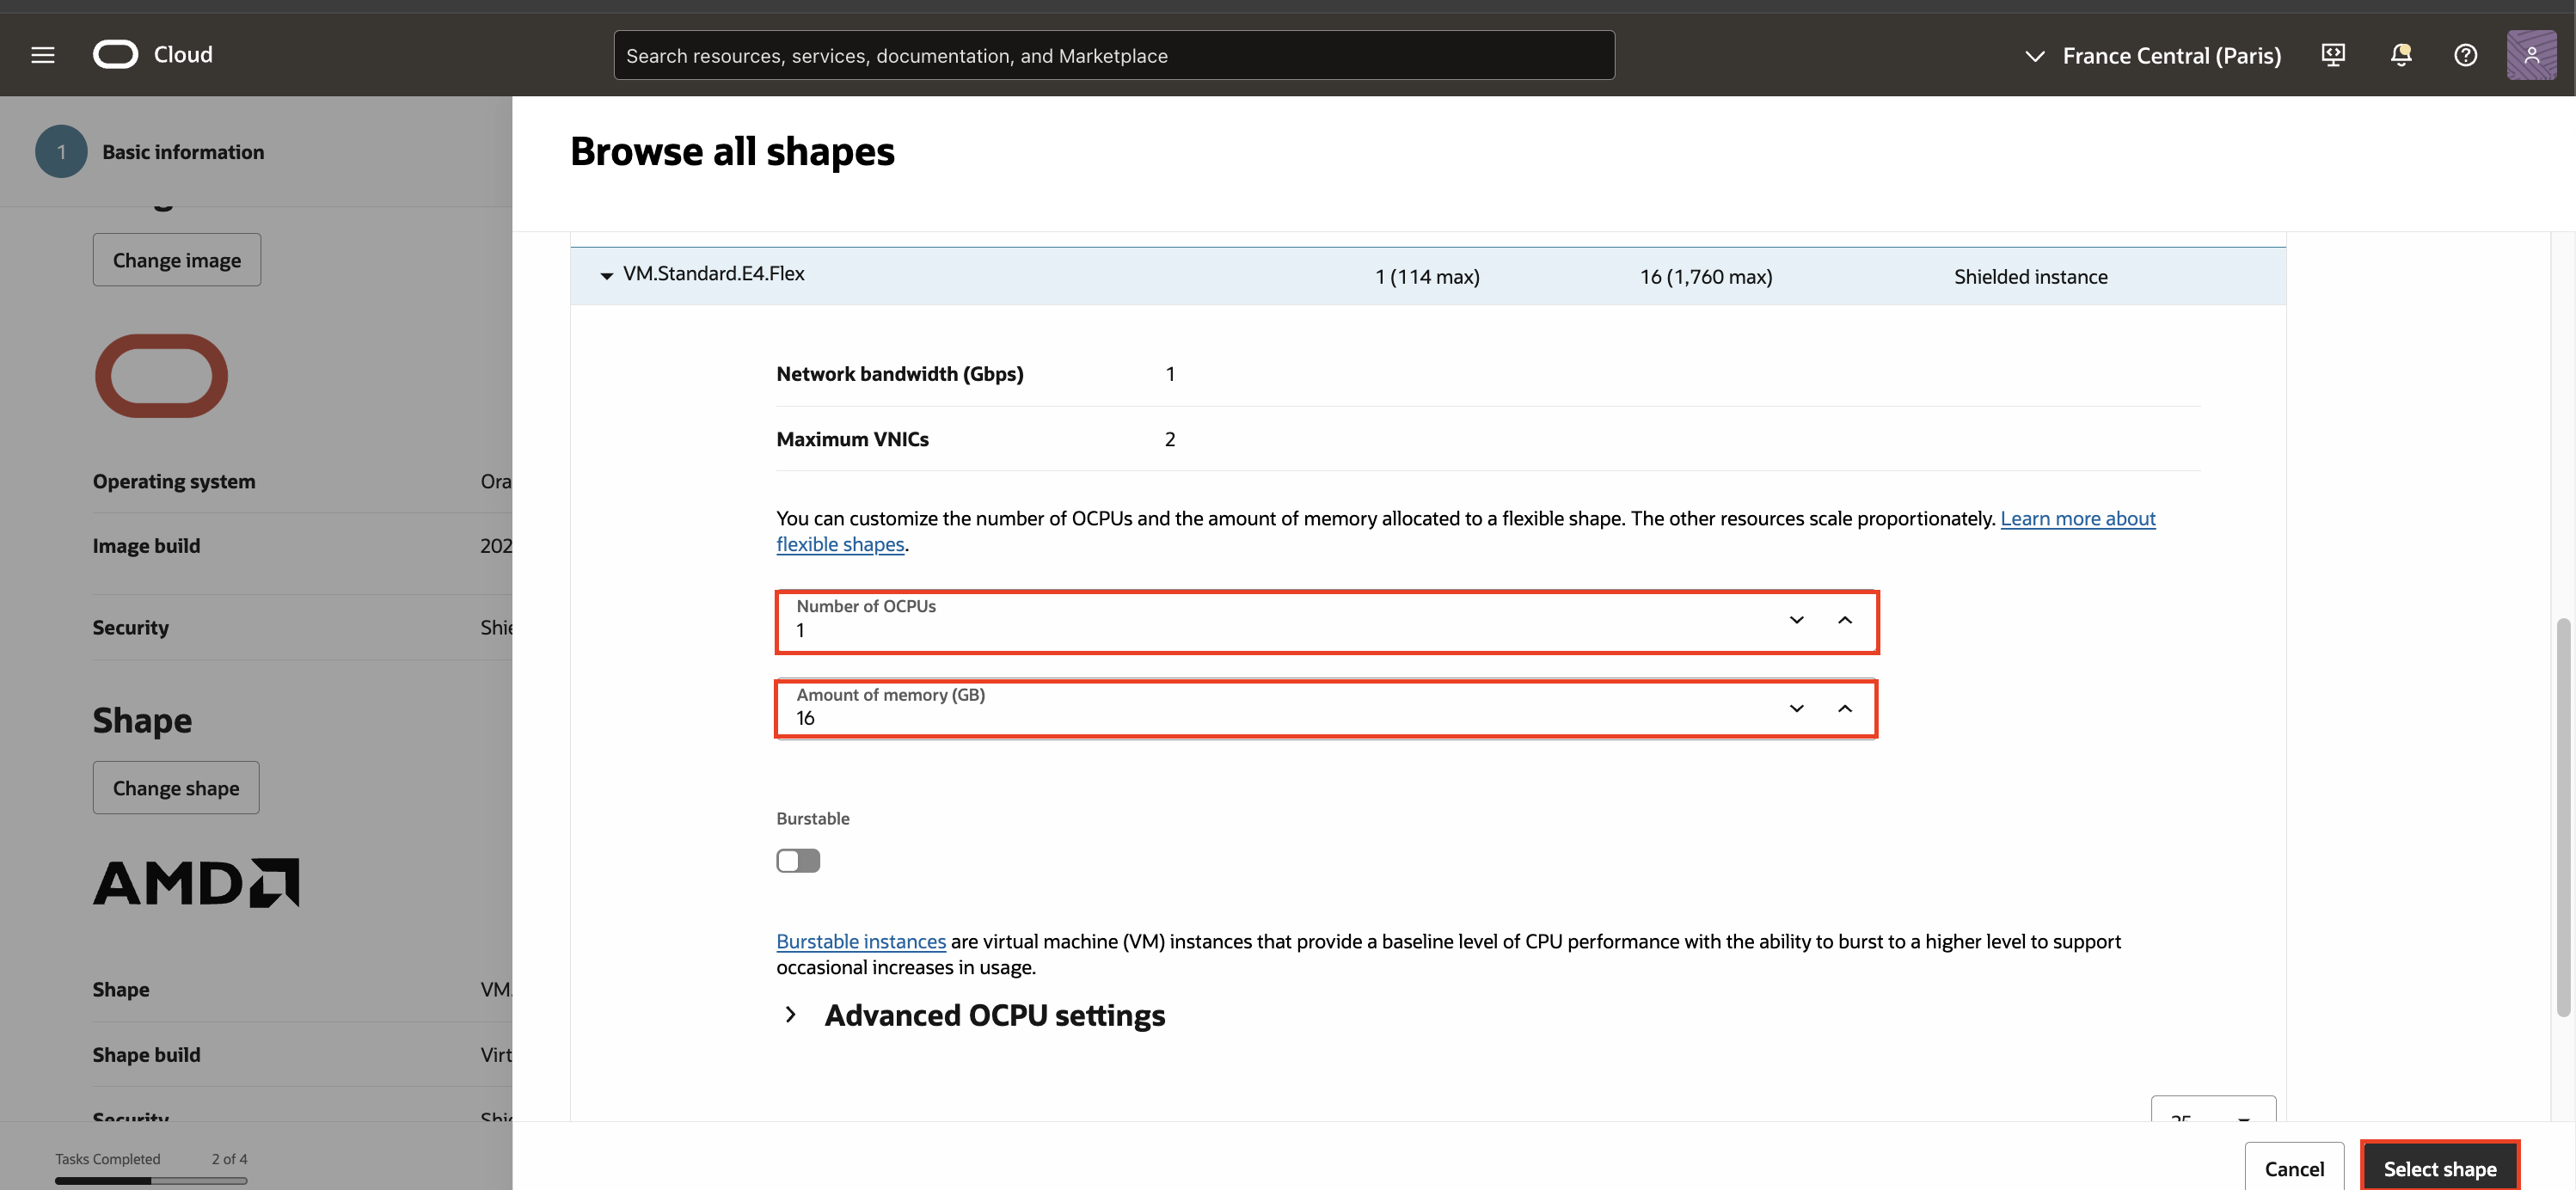 Cloud
Search resources, services, documentation, and Marketplace
France Central (Paris)
1
Basic information
Browse all shapes
Change image
VM.Standard.E4.Flex 1 (114 max) 16 (1,760 max) Shielded instance
Network bandwidth (Gbps) 1
Maximum VNICs 2
Operating system Ora
Image build 202
Security Shie
You can customize the number of OCPUs and the amount of memory allocated to a flexible shape. The other resources scale proportionately. Learn more about
flexible shapes.
Number of OCPUs
1
Amount of memory (GB)
16
Shape
Change shape
AMD
Burstable
Burstable instances are virtual machine (VM) instances that provide a baseline level of CPU performance with the ability to burst to a higher level to support
occasional increases in usage.
Advanced OCPU settings
Shape VM.
Shape build Virt
Security Shie
25
Tasks Completed 2 of 4
Cancel
Select shape